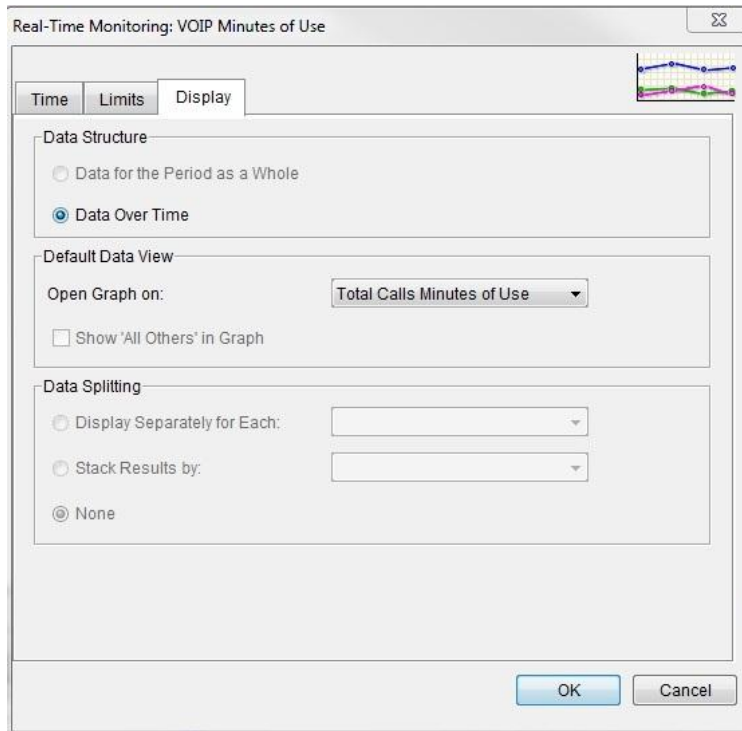 Real-Time Monitoring: VOIP Minutes of Use
Time Limits Display
Data Structure
Data for the Period as a Whole
Data Over Time
Default Data View
Open Graph on: Total Calls Minutes of Use
Show 'All Others' in Graph
Data Splitting
Display Separately for Each:
Stack Results by:
None
OK Cancel